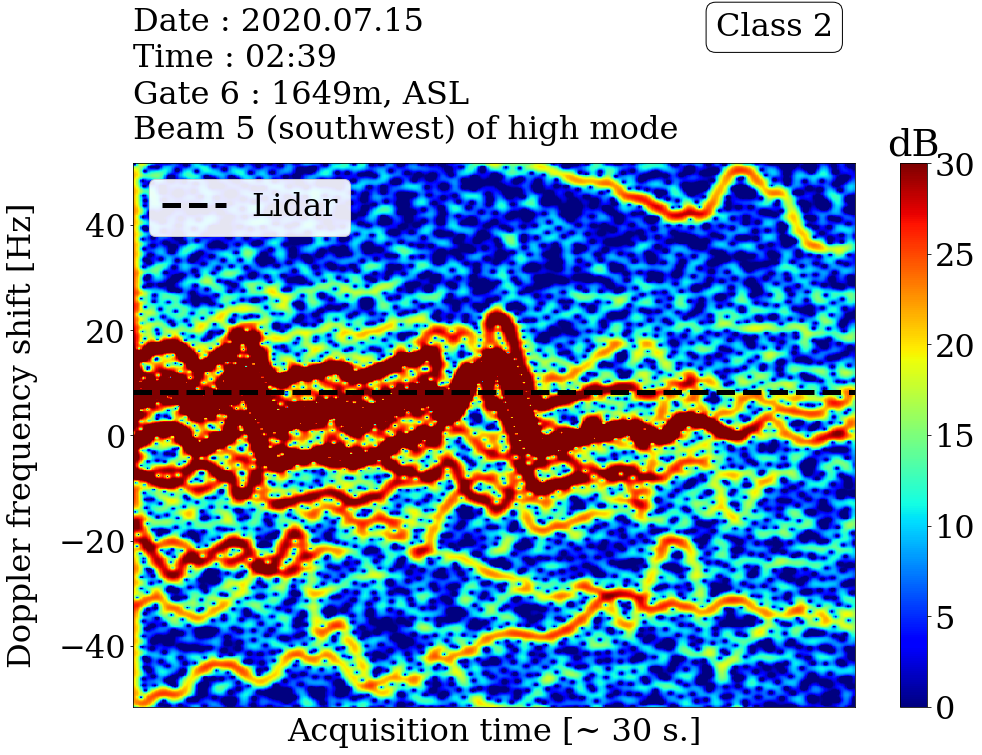 Date : 2020.07.15
Class 2
Time : 02:39
Gate 6 : 1649m, ASL
Beam 5 (southwest) of high mode
dB
Lidar
Doppler frequency shift [Hz]
40
20
0
−20
−40
30
25
20
15
10
5
0
Acquisition time [~ 30 s.]